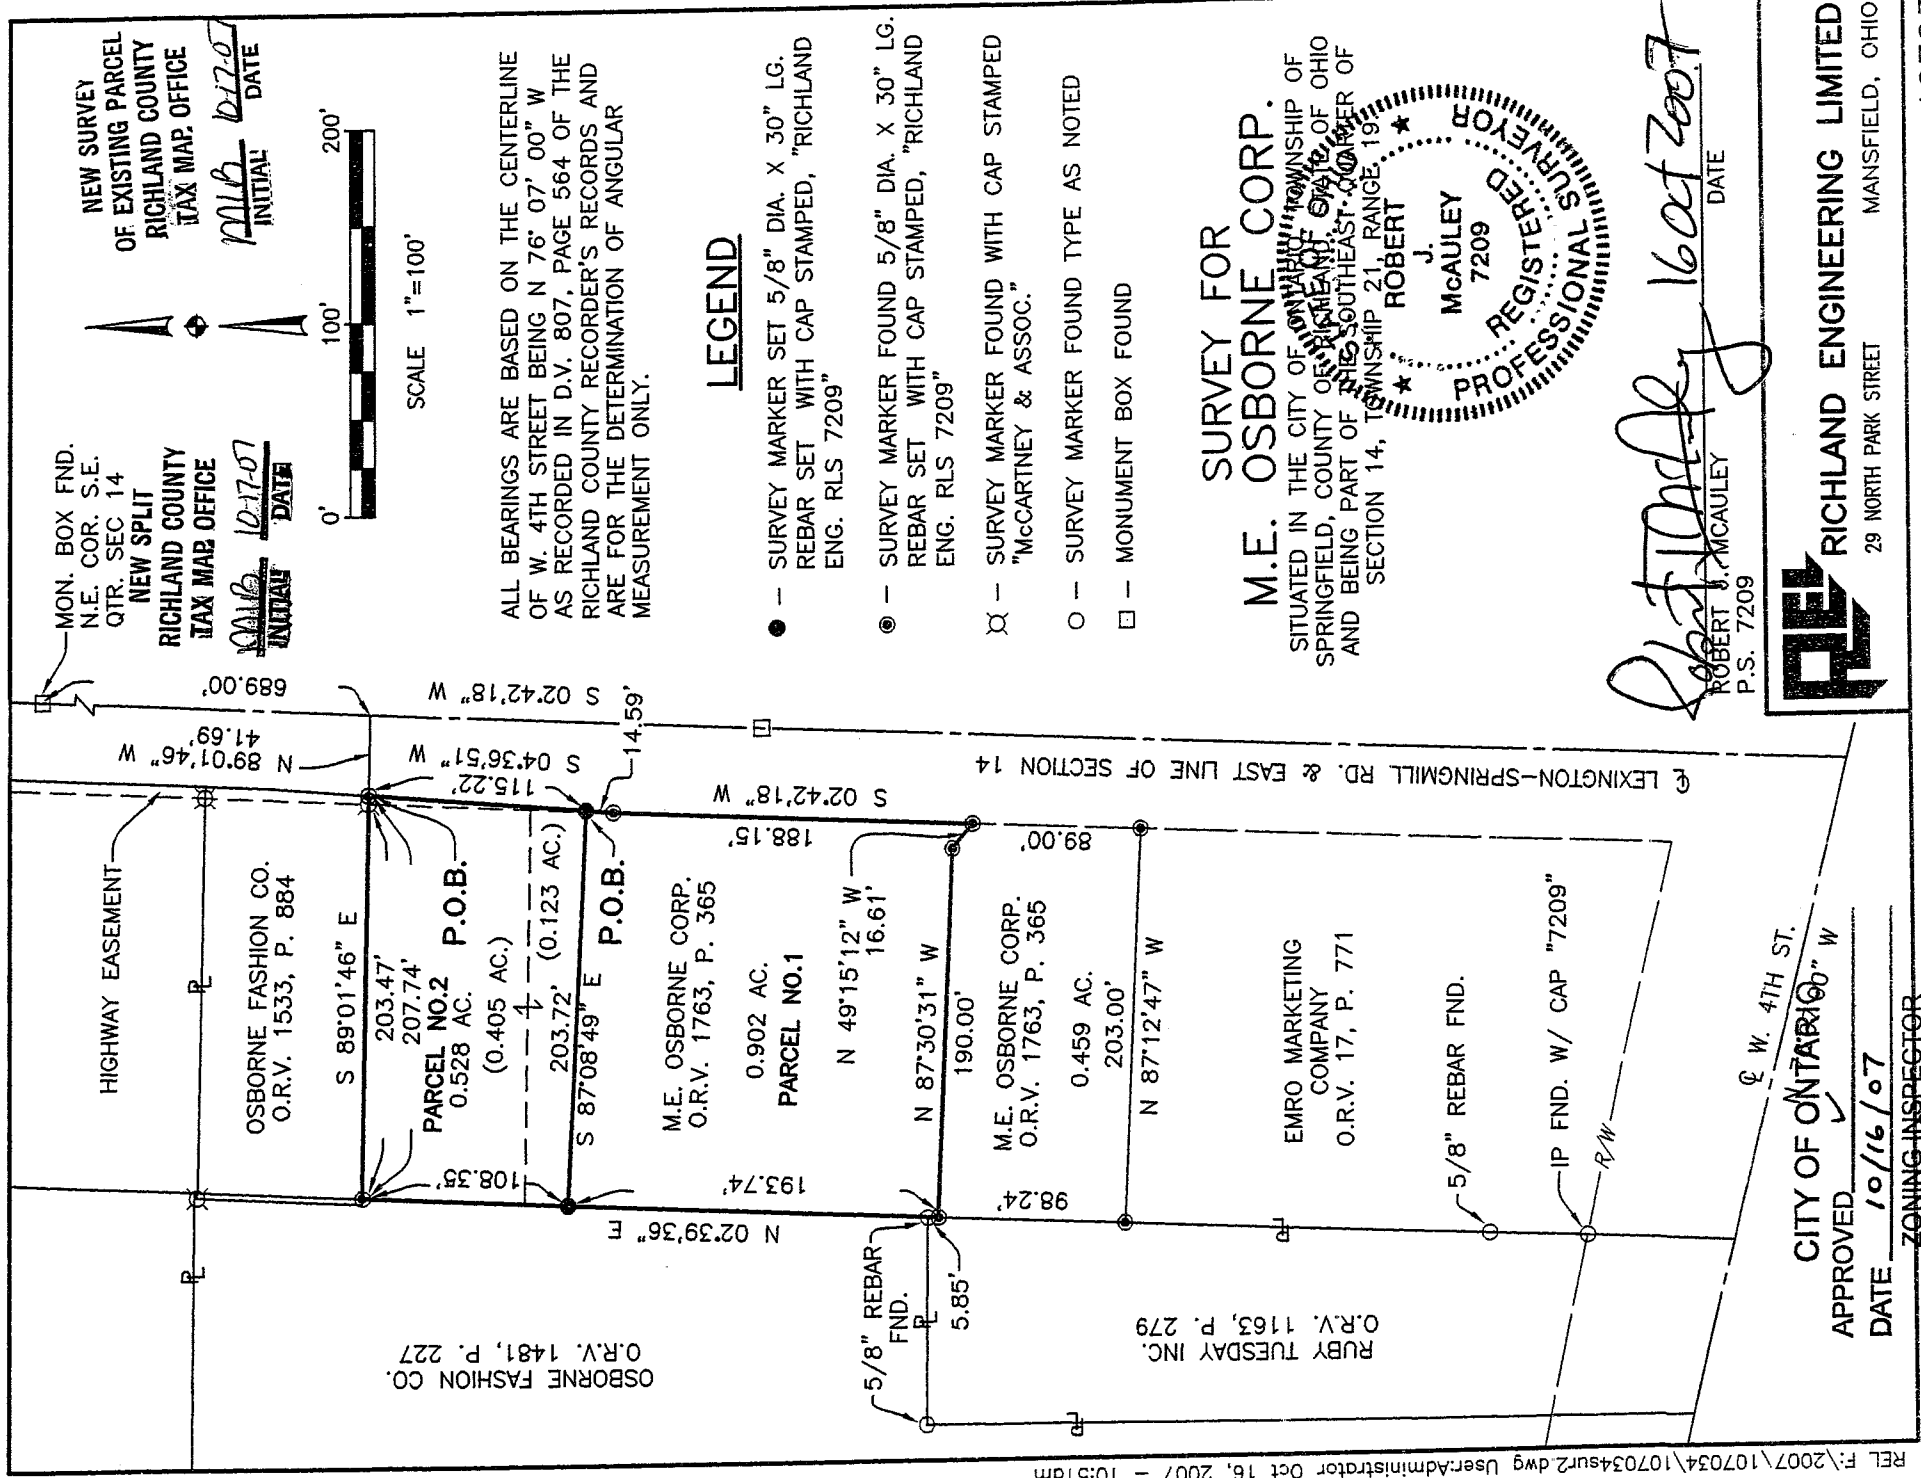 MON. BOX FND.
N.E. COR. S.E.
QTR. SEC 14
NEW SPLIT
RICHLAND COUNTY
TAX MAP OFFICE
MLB 10-17-07
INITIAL DATE
NEW SURVEY
OF EXISTING PARCEL
RICHLAND COUNTY
TAX MAP OFFICE
MLB 10-17-07
INITIAL DATE
0' 100' 200'
SCALE 1"=100'
ALL BEARINGS ARE BASED ON THE CENTERLINE
OF W. 4TH STREET BEING N 76° 07' 00" W
AS RECORDED IN D.V. 807, PAGE 564 OF THE
RICHLAND COUNTY RECORDER'S RECORDS AND
ARE FOR THE DETERMINATION OF ANGULAR
MEASUREMENT ONLY.
LEGEND
— SURVEY MARKER SET 5/8" DIA. X 30" LG.
REBAR SET WITH CAP STAMPED, "RICHLAND
ENG. RLS 7209"
— SURVEY MARKER FOUND 5/8" DIA. X 30" LG.
REBAR SET WITH CAP STAMPED, "RICHLAND
ENG. RLS 7209"
— SURVEY MARKER FOUND WITH CAP STAMPED
"McCARTNEY & ASSOC."
— SURVEY MARKER FOUND TYPE AS NOTED
— MONUMENT BOX FOUND
SURVEY FOR
M.E. OSBORNE CORP.
SITUATED IN THE CITY OF ONTARIO, TOWNSHIP OF
SPRINGFIELD, COUNTY OF RICHLAND, STATE OF OHIO
AND BEING PART OF THE SOUTHEAST QUARTER OF
SECTION 14, TOWNSHIP 21, RANGE 19
STATE OF OHIO
ROBERT
J.
McAULEY
7209
REGISTERED
PROFESSIONAL SURVEYOR
16 Oct 2007
ROBERT J. MCAULEY DATE
P.S. 7209
REL
RICHLAND ENGINEERING LIMITED
29 NORTH PARK STREET MANSFIELD, OHIO
HIGHWAY EASEMENT
OSBORNE FASHION CO.
O.R.V. 1533, P. 884
689.00'
N 89°01'46" W
41.69'
S 02°42'18" W
S 04°36'51" W
115.22'
14.59'
S 89°01'46" E
203.47'
207.74'
PARCEL NO.2
0.528 AC.
P.O.B.
(0.405 AC.)
(0.123 AC.)
203.72'
S 87°08'49" E
108.35'
P.O.B.
M.E. OSBORNE CORP.
O.R.V. 1763, P. 365
0.902 AC.
PARCEL NO.1
S 02°42'18" W
188.15'
N 49°15'12" W
16.61'
193.74'
N 02°39'36" E
N 87°30'31" W
190.00'
M.E. OSBORNE CORP.
O.R.V. 1763, P. 365
0.459 AC.
203.00'
N 87°12'47" W
89.00'
98.24'
℄ LEXINGTON-SPRINGMILL RD. & EAST LINE OF SECTION 14
EMRO MARKETING
COMPANY
O.R.V. 17, P. 771
5/8" REBAR FND.
IP FND. W/ CAP "7209"
R/W
℄ W. 4TH ST.
OSBORNE FASHION CO.
O.R.V. 1481, P. 227
5/8" REBAR
FND.
5.85'
RUBY TUESDAY INC.
O.R.V. 1163, P. 279
CITY OF ONTARIO
APPROVED
DATE 10/16/07
ZONING INSPECTOR
REL F:\2007\107034\107034sur2.dwg User:Administrator Oct 16, 2007 - 10:51am